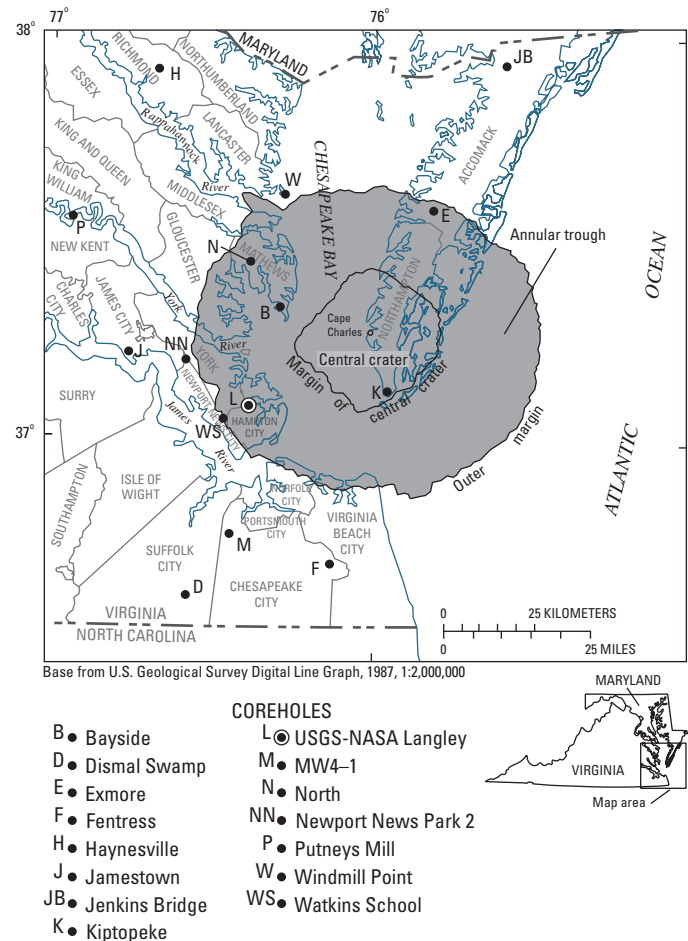 77°
76°
38°
MARYLAND
JB
RICHMOND
NORTHUMBERLAND
H
ESSEX
Rappahannock
LANCASTER
ACCOMACK
KING AND QUEEN
CHESAPEAKE BAY
KING
WILLIAM
MIDDLESEX
River
W
P
E
NEW KENT
GLOUCESTER
N
MATHEWS
Annular trough
OCEAN
NORTHAMPTON
JAMES CITY
CHARLES
CITY
York
B
Cape
Charles
River
NN
J
YORK
Central crater
Margin of
central crater
NEWPORT NEWS CITY
K
SURRY
L
James
HAMPTON
CITY
WS
37°
River
Outer margin
ATLANTIC
ISLE OF
WIGHT
SOUTHAMPTON
NORFOLK
CITY
PORTSMOUTH
CITY
VIRGINIA
BEACH
CITY
M
SUFFOLK
CITY
F
D
CHESAPEAKE
CITY
VIRGINIA
NORTH CAROLINA
0 25 KILOMETERS
0 25 MILES
Base from U.S. Geological Survey Digital Line Graph, 1987, 1:2,000,000
MARYLAND
VIRGINIA
Map area
COREHOLES
B Bayside
D Dismal Swamp
E Exmore
F Fentress
H Haynesville
J Jamestown
JB Jenkins Bridge
K Kiptopeke
L USGS-NASA Langley
M MW4–1
N North
NN Newport News Park 2
P Putneys Mill
W Windmill Point
WS Watkins School